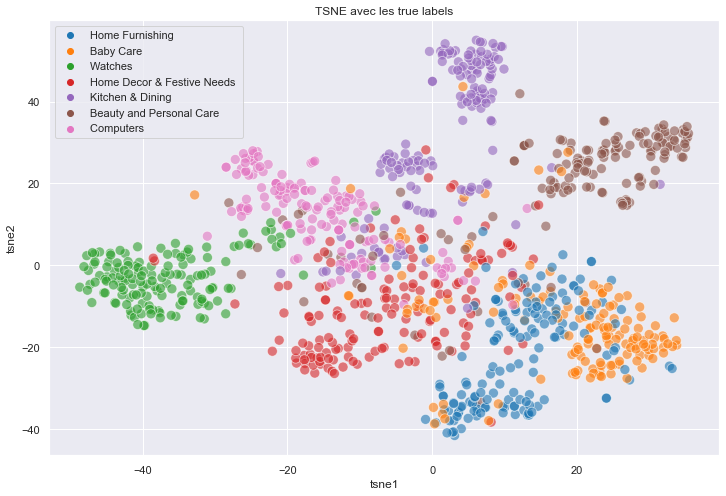 TSNE avec les true labels
Home Furnishing
Baby Care
Watches
Home Decor & Festive Needs
Kitchen & Dining
Beauty and Personal Care
Computers
40
20
0
−20
−40
tsne2
−40
−20
0
20
tsne1